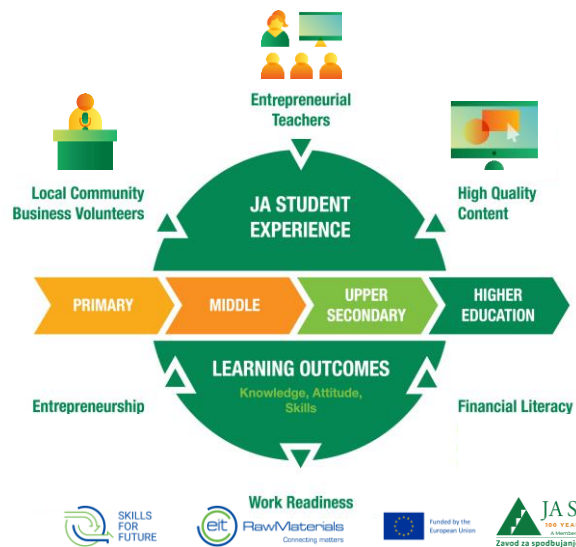 Entrepreneurial
Teachers
Local Community
Business Volunteers
JA STUDENT
EXPERIENCE
High Quality
Content
PRIMARY
MIDDLE
UPPER
SECONDARY
HIGHER
EDUCATION
LEARNING OUTCOMES
Knowledge, Attitude,
Skills
Entrepreneurship
Financial Literacy
Work Readiness
SKILLS
FOR
FUTURE
eit RawMaterials
Connecting matters
Funded by the
European Union
JA S
100 YEAR
A Member
Zavod za spodbujanj